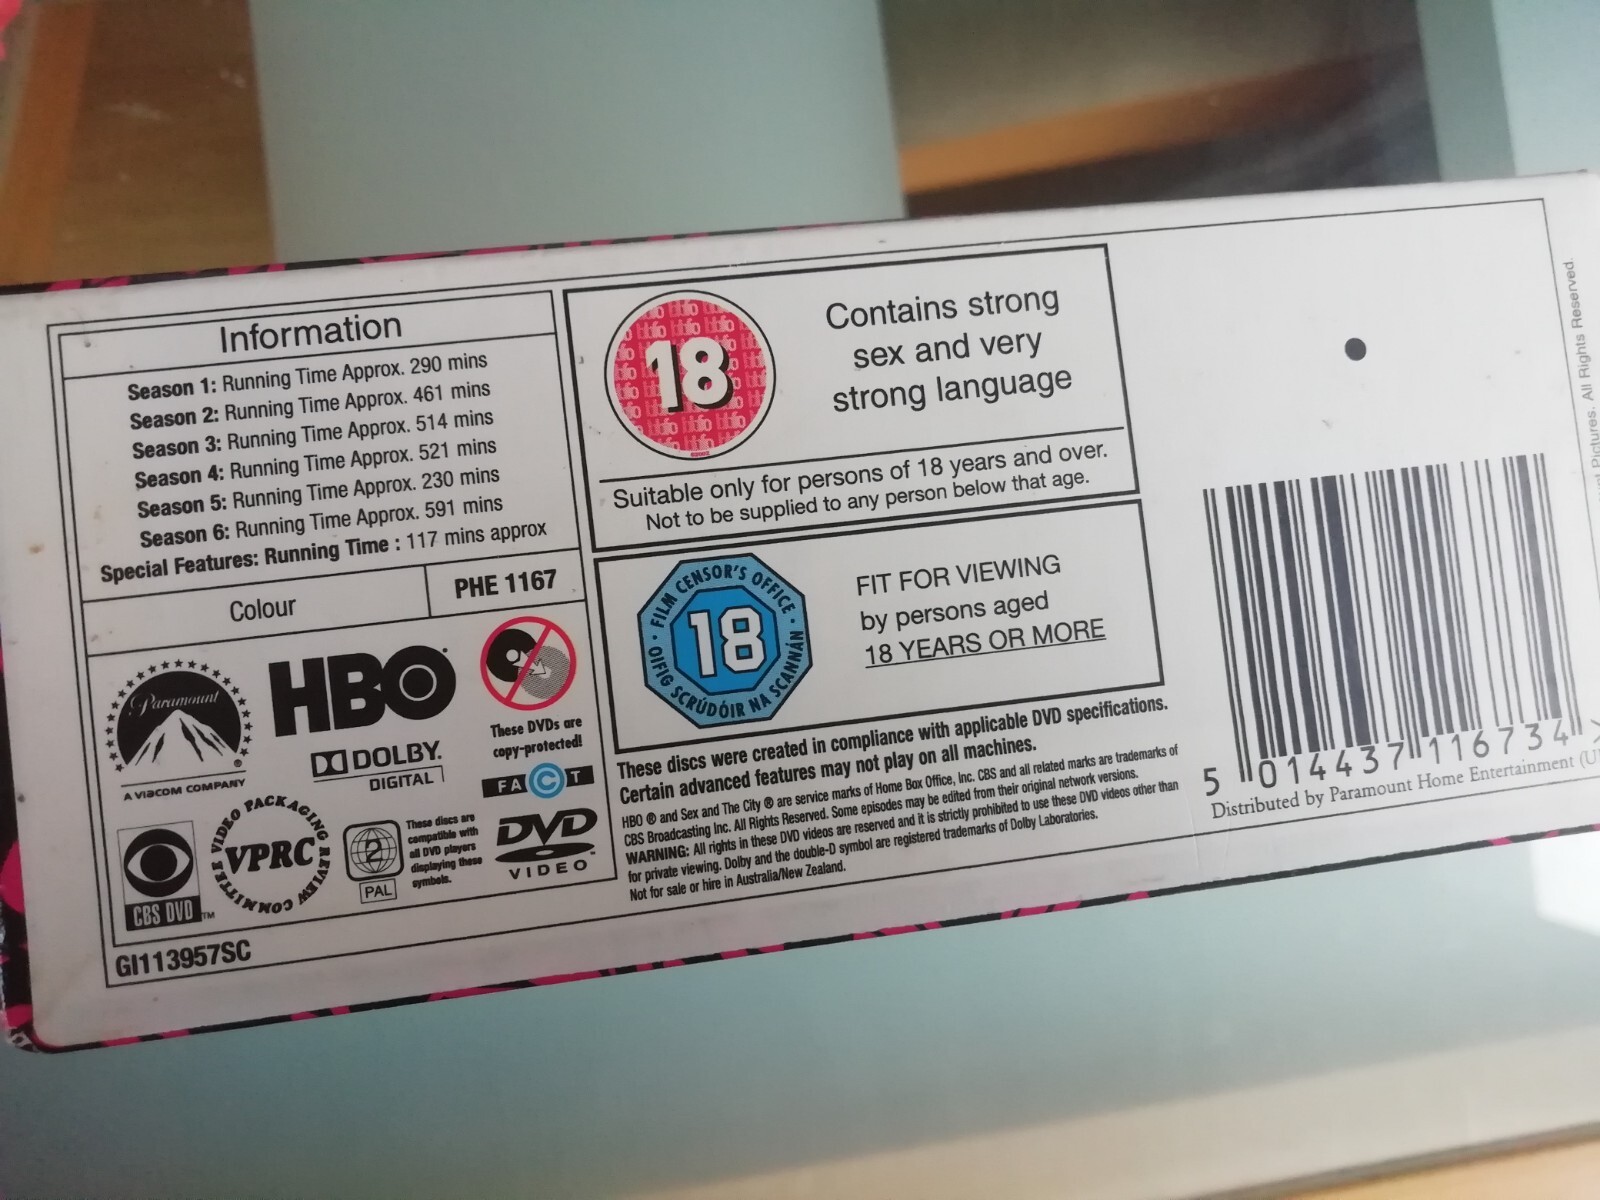 Information
Season 1: Running Time Approx. 290 mins
Season 2: Running Time Approx. 461 mins
Season 3: Running Time Approx. 514 mins
Season 4: Running Time Approx. 521 mins
Season 5: Running Time Approx. 230 mins
Season 6: Running Time Approx. 591 mins
Special Features: Running Time : 117 mins approx
Colour
PHE 1167
Paramount
®
A VIACOM COMPANY
HBO
DOLBY.
DIGITAL
These DVDs are
copy-protected!
FACT
CBS DVD ™
VIDEO PACKAGING REVIEW COMMITTEE
VPRC
2
PAL
These discs are
compatible with
all DVD players
displaying these
symbols.
DVD
VIDEO™
GI113957SC
18
Contains strong
sex and very
strong language
Suitable only for persons of 18 years and over.
Not to be supplied to any person below that age.
FILM CENSOR'S OFFICE · OIFIG SCRÚDÓIR NA SCANNÁN ·
18
FIT FOR VIEWING
by persons aged
18 YEARS OR MORE
These discs were created in compliance with applicable DVD specifications.
Certain advanced features may not play on all machines.
HBO ® and Sex and The City ® are service marks of Home Box Office, Inc. CBS and all related marks are trademarks of
CBS Broadcasting Inc. All Rights Reserved. Some episodes may be edited from their original network versions.
WARNING: All rights in these DVD videos are reserved and it is strictly prohibited to use these DVD videos other than
for private viewing. Dolby and the double-D symbol are registered trademarks of Dolby Laboratories.
Not for sale or hire in Australia/New Zealand.
5 014437 116734 >
Distributed by Paramount Home Entertainment
Pictures. All Rights Reserved.